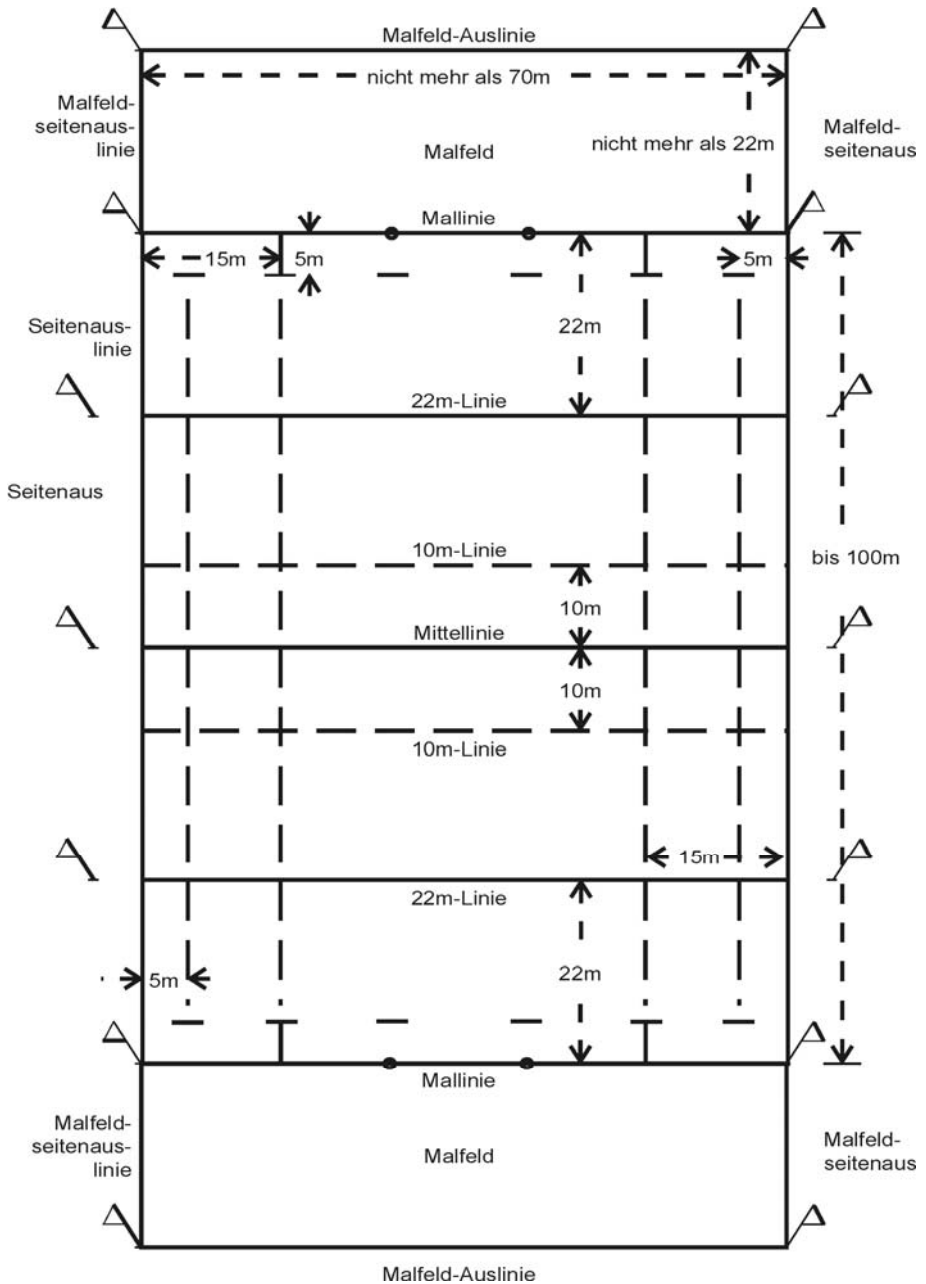 Malfeld-Auslinie
nicht mehr als 70m
Malfeld-
seitenaus-
linie
Malfeld-
seitenaus
nicht mehr als 22m
Malfeld
Mallinie
15m
5m
5m
Seitenaus-
linie
22m
22m-Linie
Seitenaus
10m-Linie
bis 100m
10m
Mittellinie
10m
10m-Linie
15m
22m-Linie
5m
22m
Mallinie
Malfeld-
seitenaus-
linie
Malfeld
Malfeld-
seitenaus
Malfeld-Auslinie